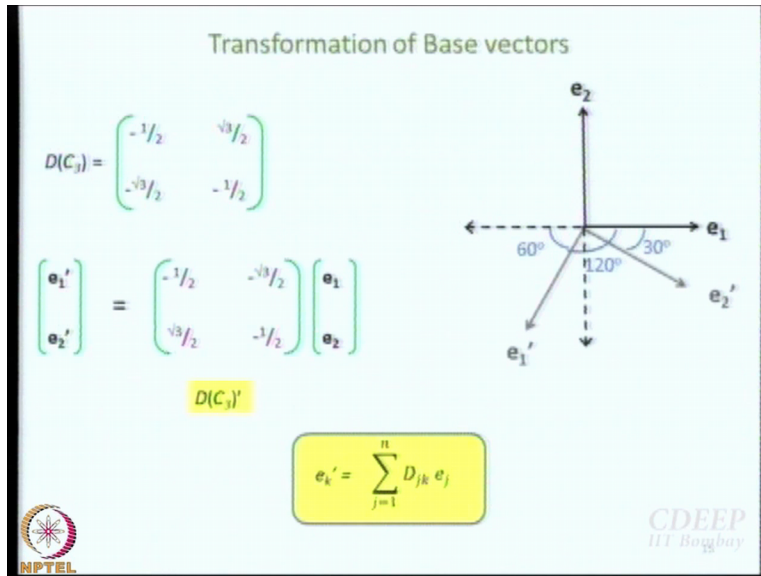 Transformation of Base vectors
D(C₃) =
-1/2 √3/2
-√3/2 -1/2
e₁′ = -1/2 -√3/2 e₁
e₂′ √3/2 -1/2 e₂
D(C₃)′
e₂
e₁
60°
120°
30°
e₂′
e₁′
n
eₖ′ = ∑ Dⱼₖ eⱼ
j=1
CDEEP
IIT Bombay
15
NPTEL